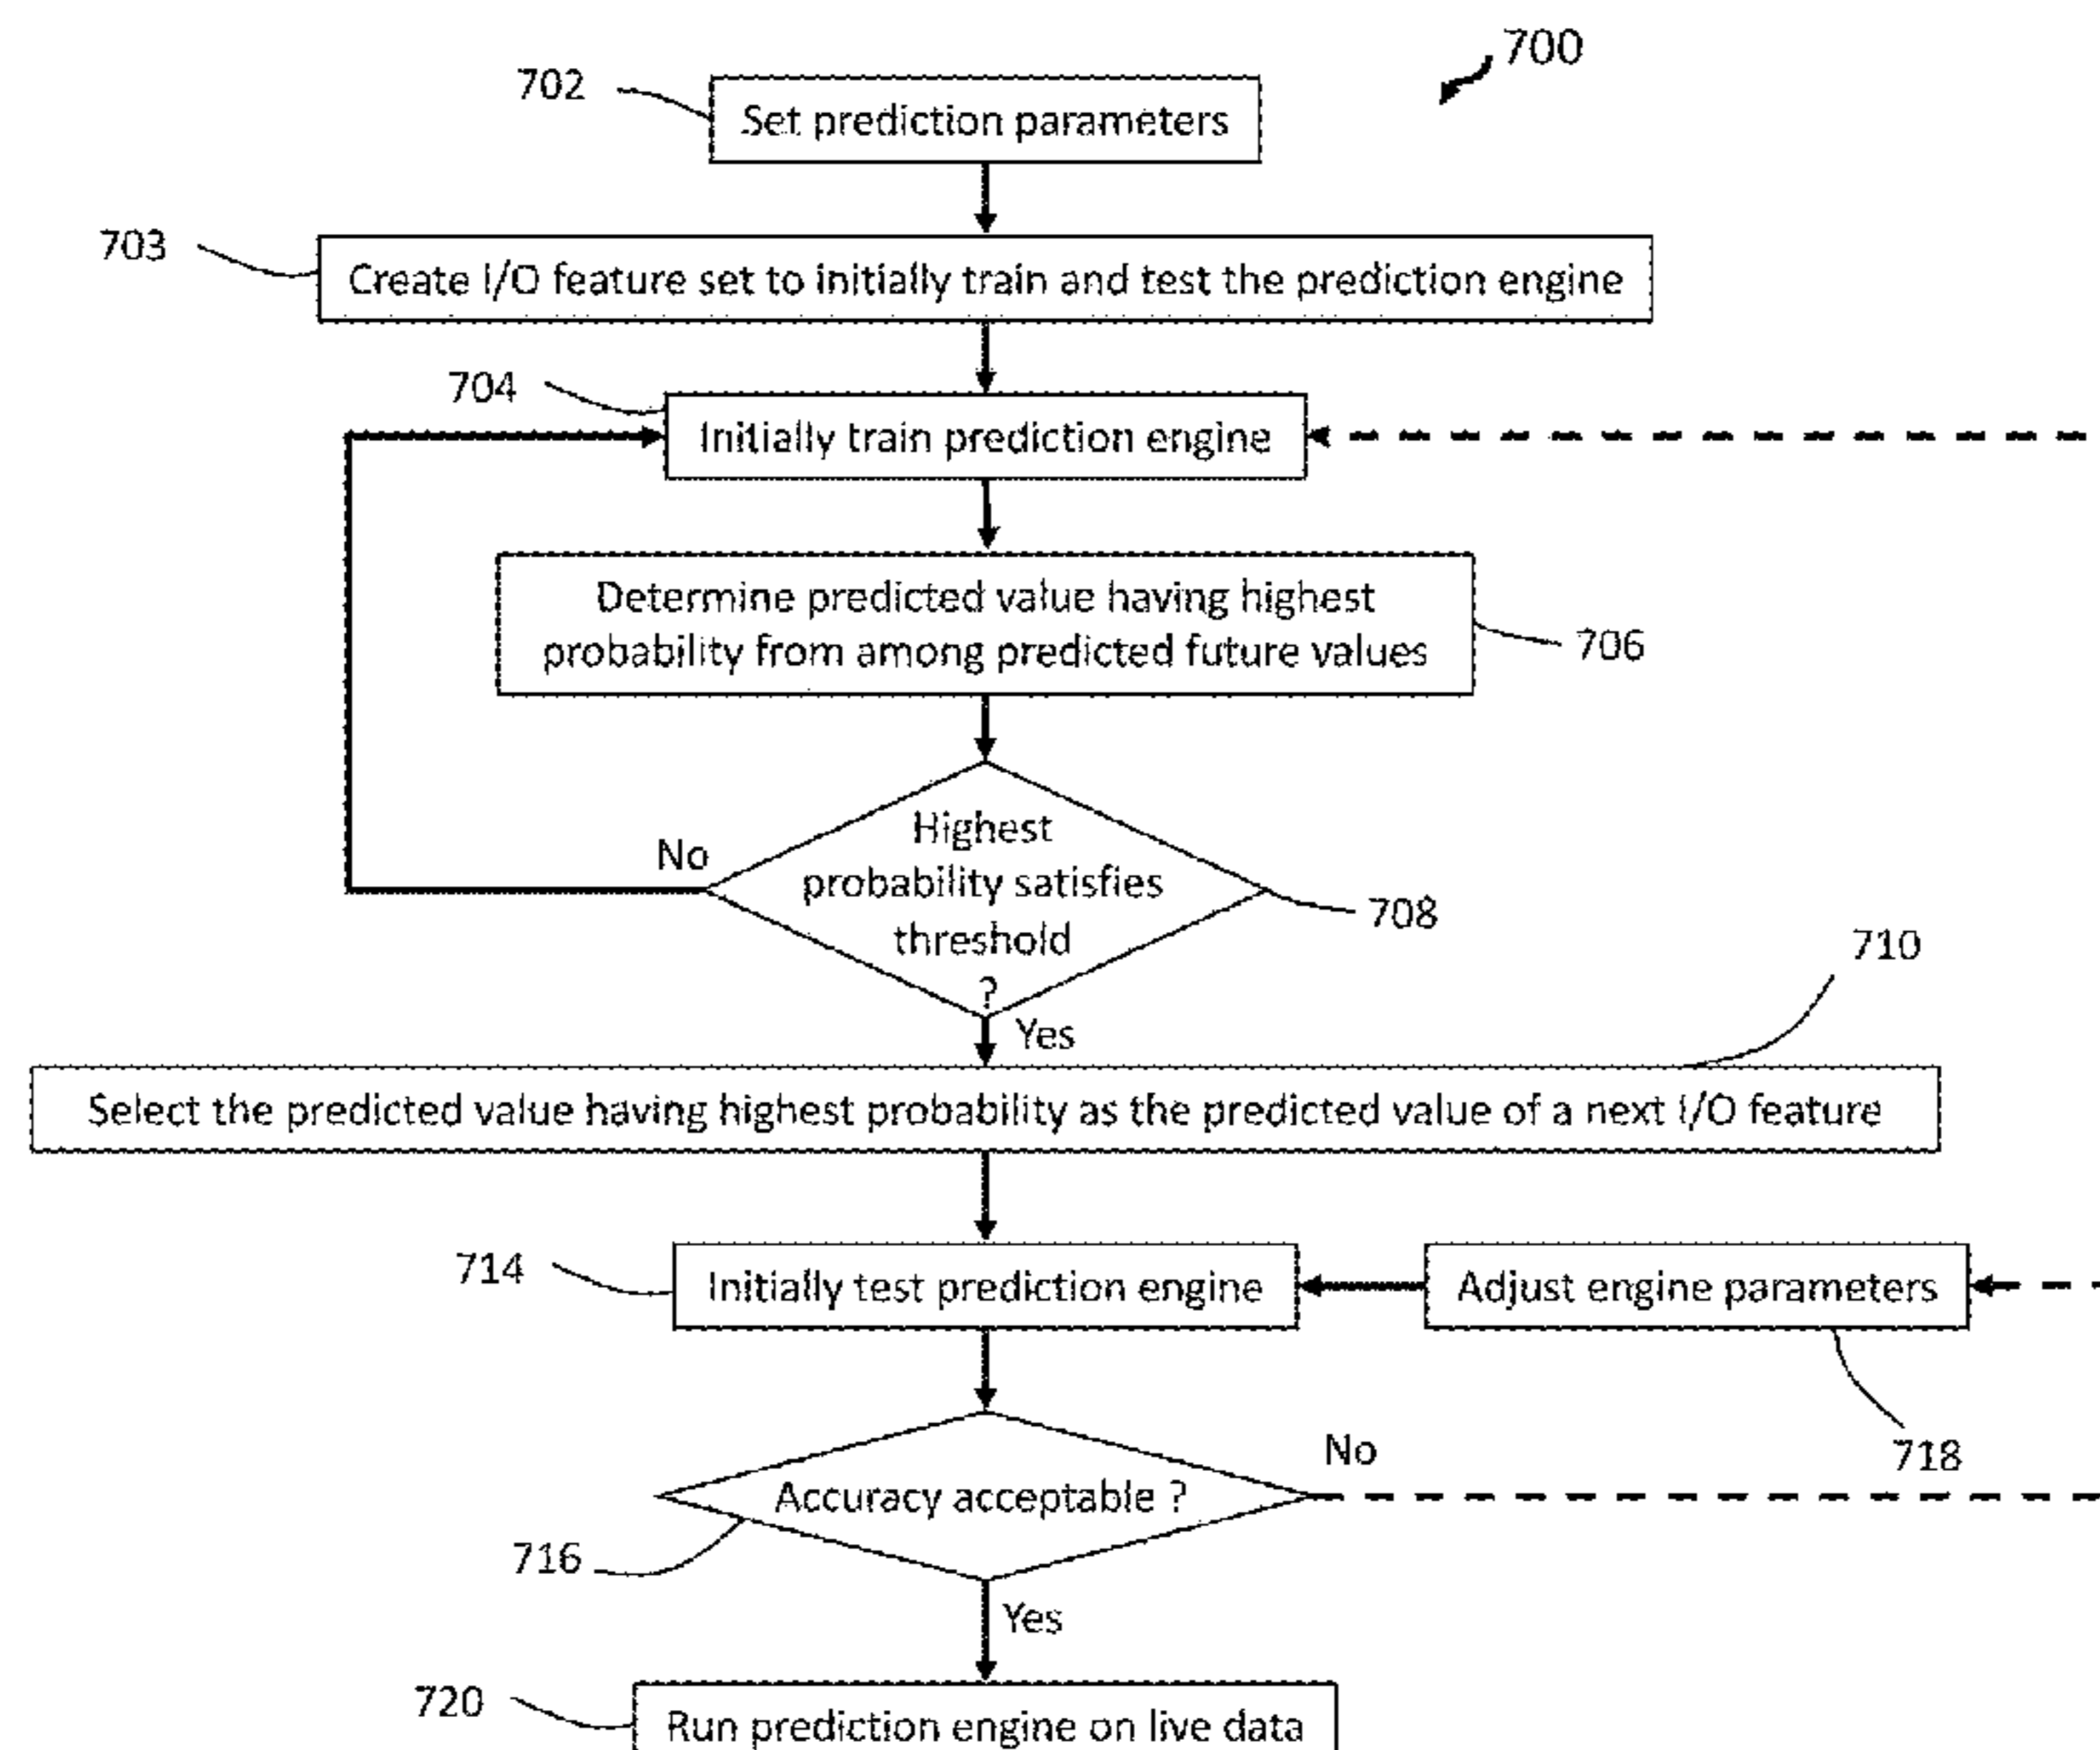 700
702
Set prediction parameters
703
Create I/O feature set to initially train and test the prediction engine
704
Initially train prediction engine
Determine predicted value having highest
probability from among predicted future values
706
No
Highest
probability satisfies
threshold
?
708
Yes
710
Select the predicted value having highest probability as the predicted value of a next I/O feature
714
Initially test prediction engine
Adjust engine parameters
718
No
Accuracy acceptable ?
716
Yes
720
Run prediction engine on live data